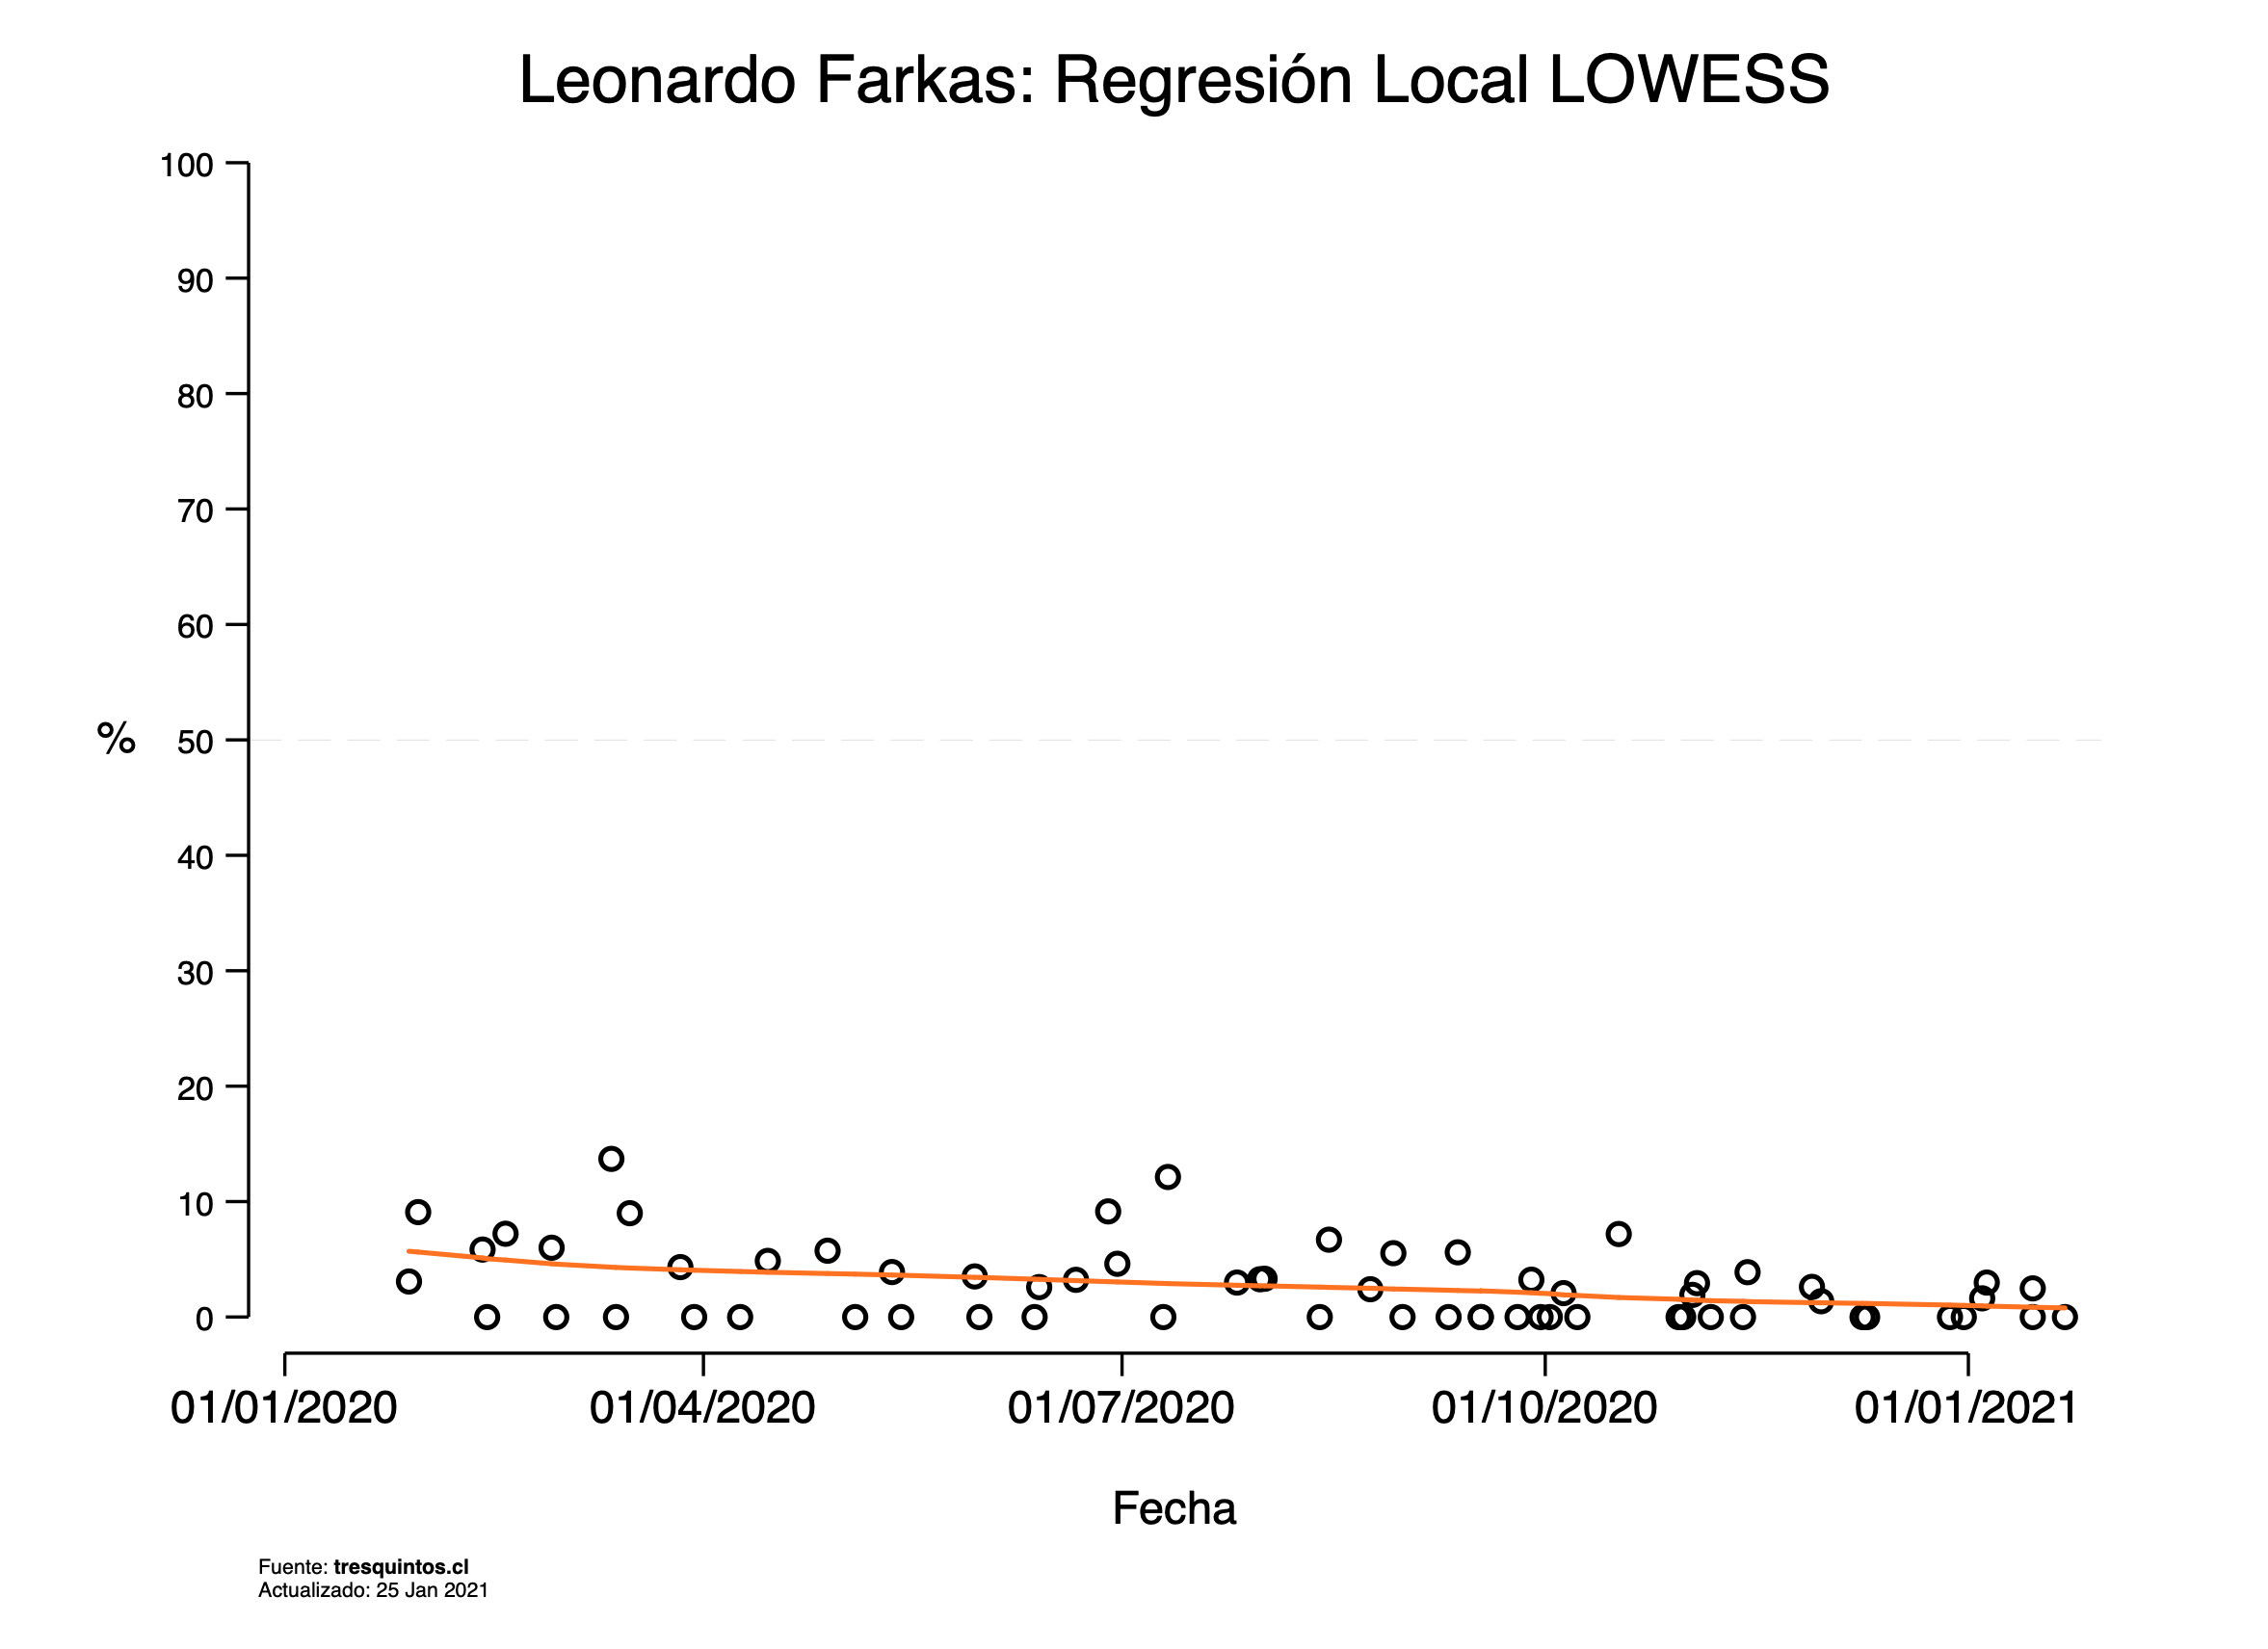 Leonardo Farkas: Regresión Local LOWESS
100
90
80
70
60
% 50
40
30
20
10
0
01/01/2020 01/04/2020 01/07/2020 01/10/2020 01/01/2021
Fecha
Fuente: tresquintos.cl
Actualizado: 25 Jan 2021